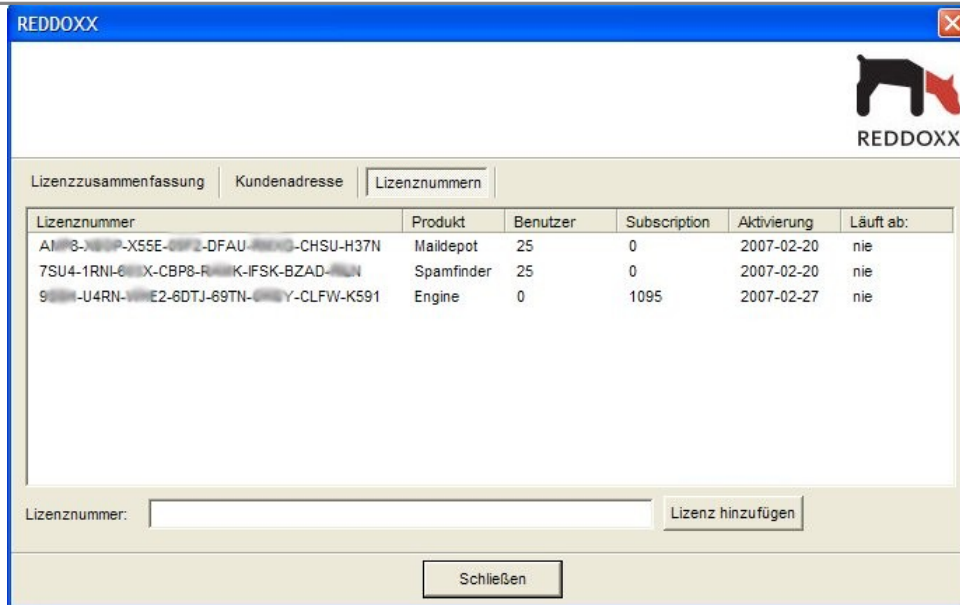 REDDOXX
REDDOXX
Lizenzzusammenfassung Kundenadresse Lizenznummern
Lizenznummer Produkt Benutzer Subscription Aktivierung Läuft ab:
-X55E- -DFAU- -CHSU-H37N Maildepot 25 0 2007-02-20 nie
7SU4-1RNI- -CBP8- -IFSK-BZAD- Spamfinder 25 0 2007-02-20 nie
-U4RN- -6DTJ-69TN- -CLFW-K591 Engine 0 1095 2007-02-27 nie
Lizenznummer: Lizenz hinzufügen
Schließen